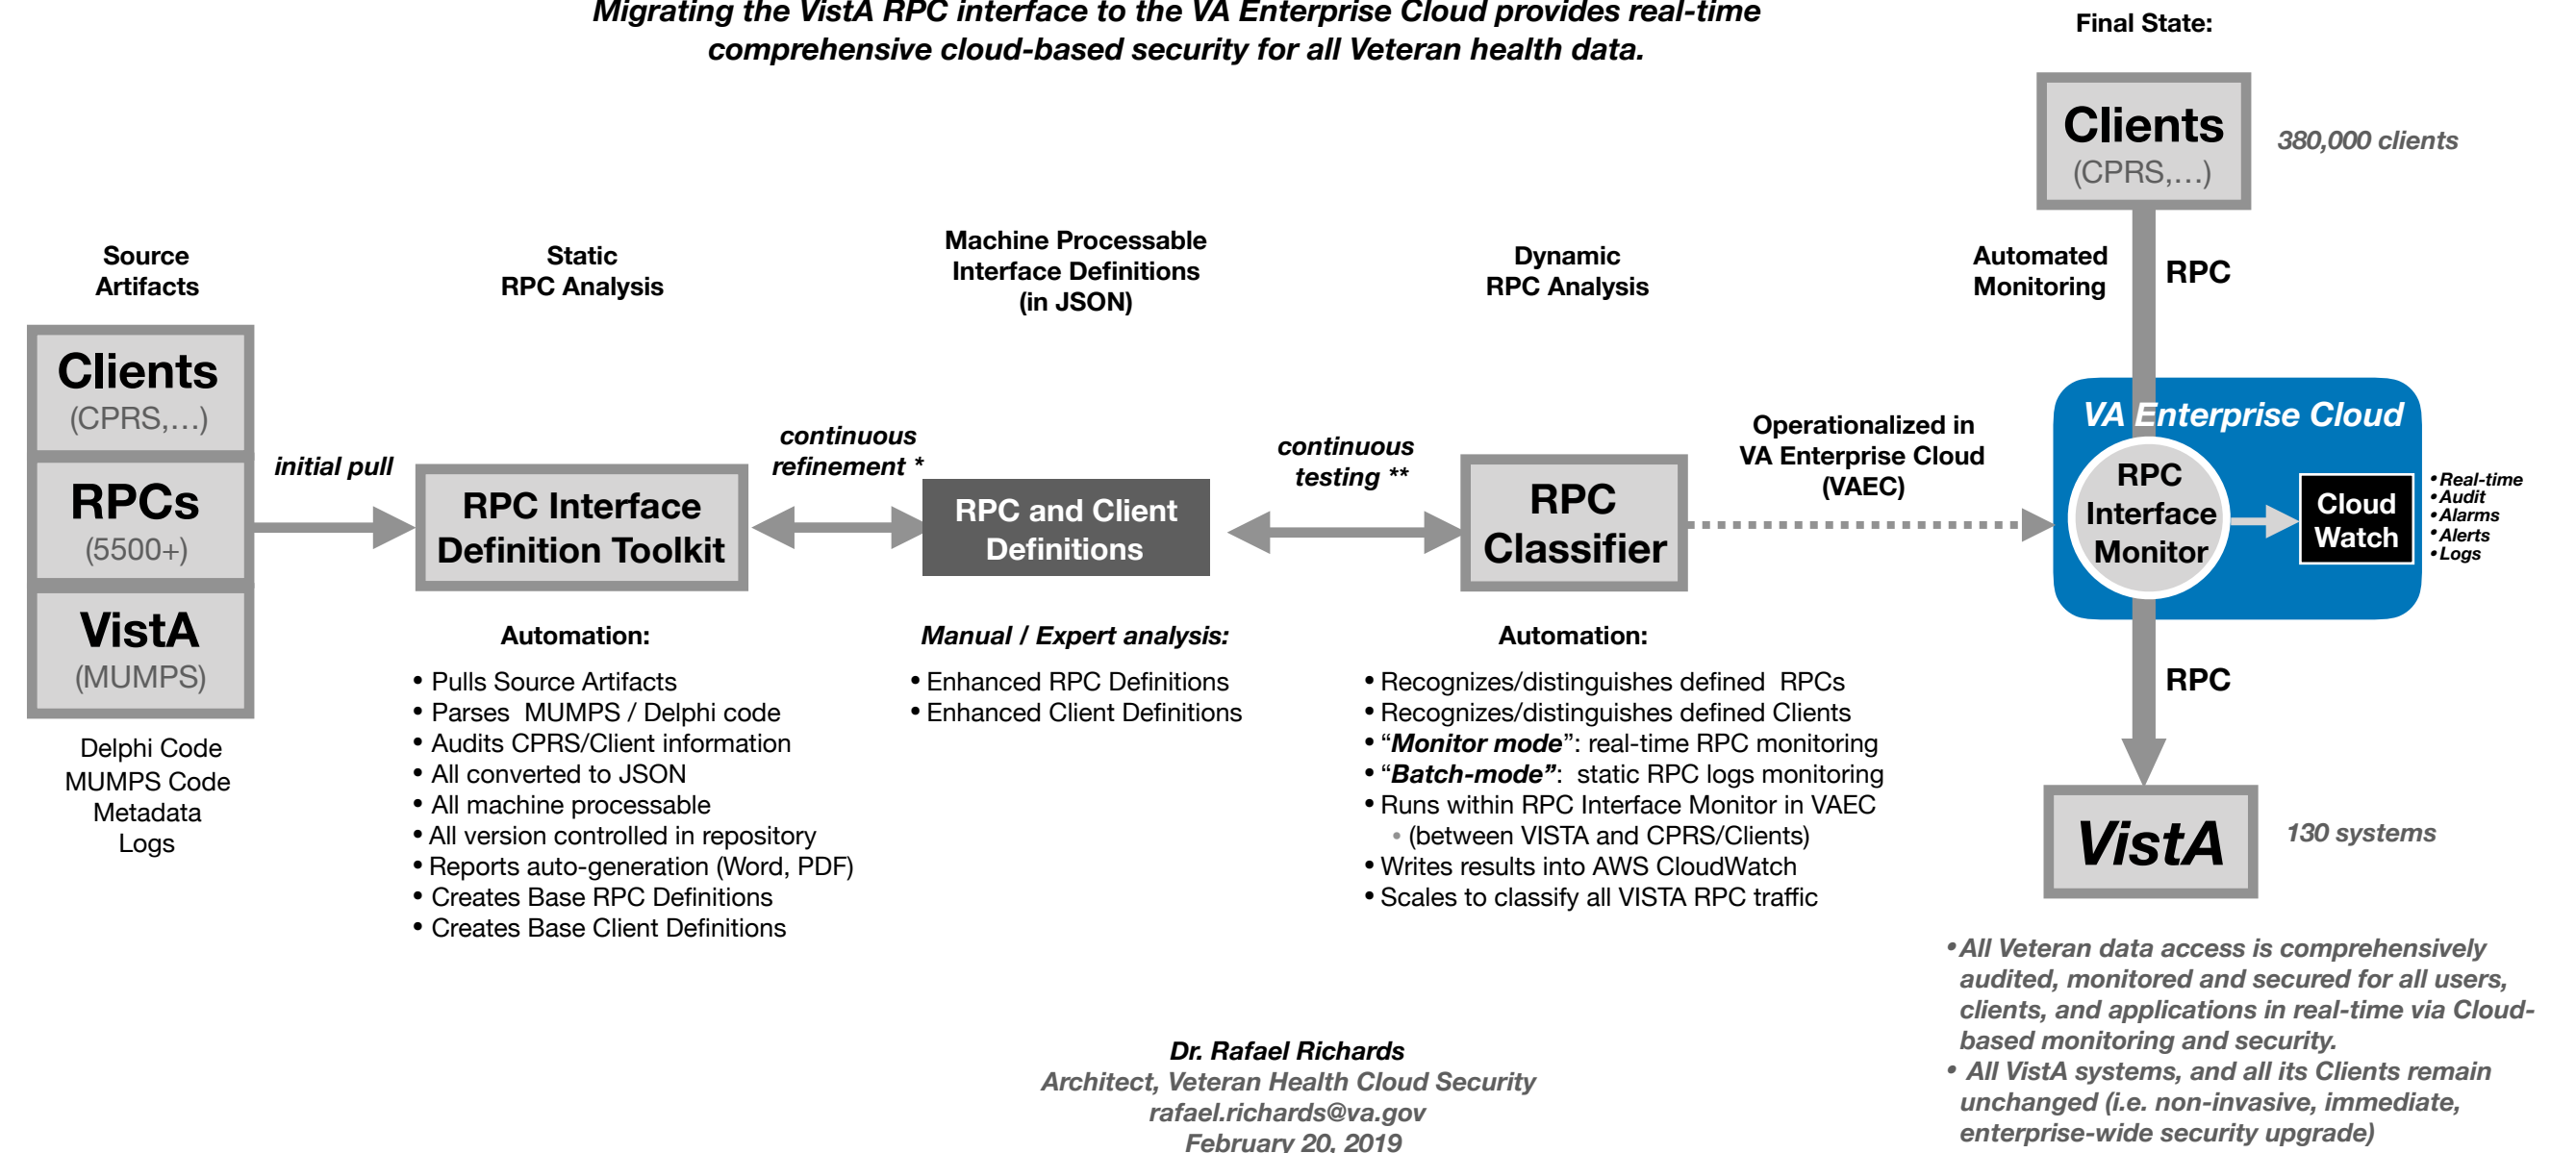 Migrating the VistA RPC interface to the VA Enterprise Cloud provides real-time
comprehensive cloud-based security for all Veteran health data.
Final State:
Clients
(CPRS,…)
380,000 clients
Source
Artifacts
Static
RPC Analysis
Machine Processable
Interface Definitions
(in JSON)
Dynamic
RPC Analysis
Automated
Monitoring
RPC
Clients
(CPRS,…)
RPCs
(5500+)
VistA
(MUMPS)
Delphi Code
MUMPS Code
Metadata
Logs
initial pull
RPC Interface
Definition Toolkit
continuous
refinement *
RPC and Client
Definitions
continuous
testing **
RPC
Classifier
Operationalized in
VA Enterprise Cloud
(VAEC)
VA Enterprise Cloud
RPC
Interface
Monitor
Cloud
Watch
• Real-time
• Audit
• Alarms
• Alerts
• Logs
Automation:
• Pulls Source Artifacts
• Parses  MUMPS / Delphi code
• Audits CPRS/Client information
• All converted to JSON
• All machine processable
• All version controlled in repository
• Reports auto-generation (Word, PDF)
• Creates Base RPC Definitions
• Creates Base Client Definitions
Manual / Expert analysis:
• Enhanced RPC Definitions
• Enhanced Client Definitions
Automation:
• Recognizes/distinguishes defined  RPCs
• Recognizes/distinguishes defined Clients
• “Monitor mode”: real-time RPC monitoring
• “Batch-mode”:  static RPC logs monitoring
• Runs within RPC Interface Monitor in VAEC
• (between VISTA and CPRS/Clients)
• Writes results into AWS CloudWatch
• Scales to classify all VISTA RPC traffic
RPC
VistA
130 systems
• All Veteran data access is comprehensively
audited, monitored and secured for all users,
clients, and applications in real-time via Cloud-
based monitoring and security.
• All VistA systems, and all its Clients remain
unchanged (i.e. non-invasive, immediate,
enterprise-wide security upgrade)
Dr. Rafael Richards
Architect, Veteran Health Cloud Security
rafael.richards@va.gov
February 20, 2019